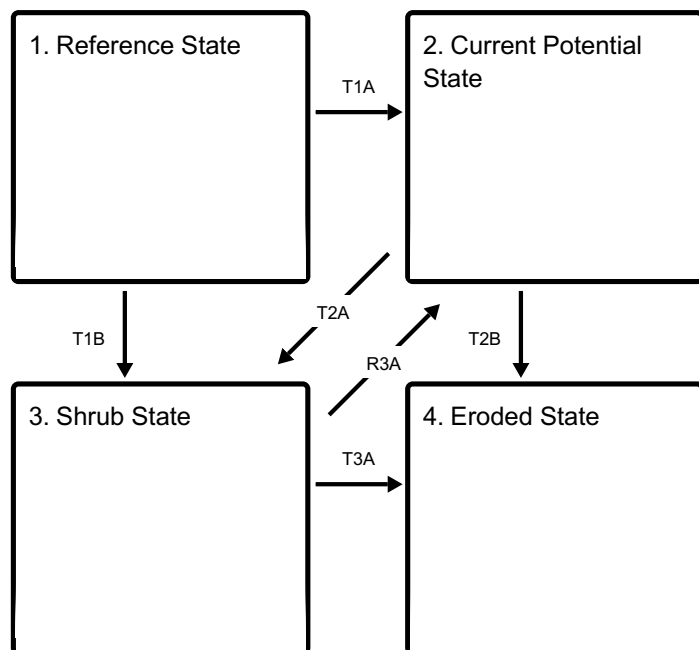 1. Reference State
2. Current Potential
State
T1A
T2A
T1B
R3A
T2B
3. Shrub State
4. Eroded State
T3A